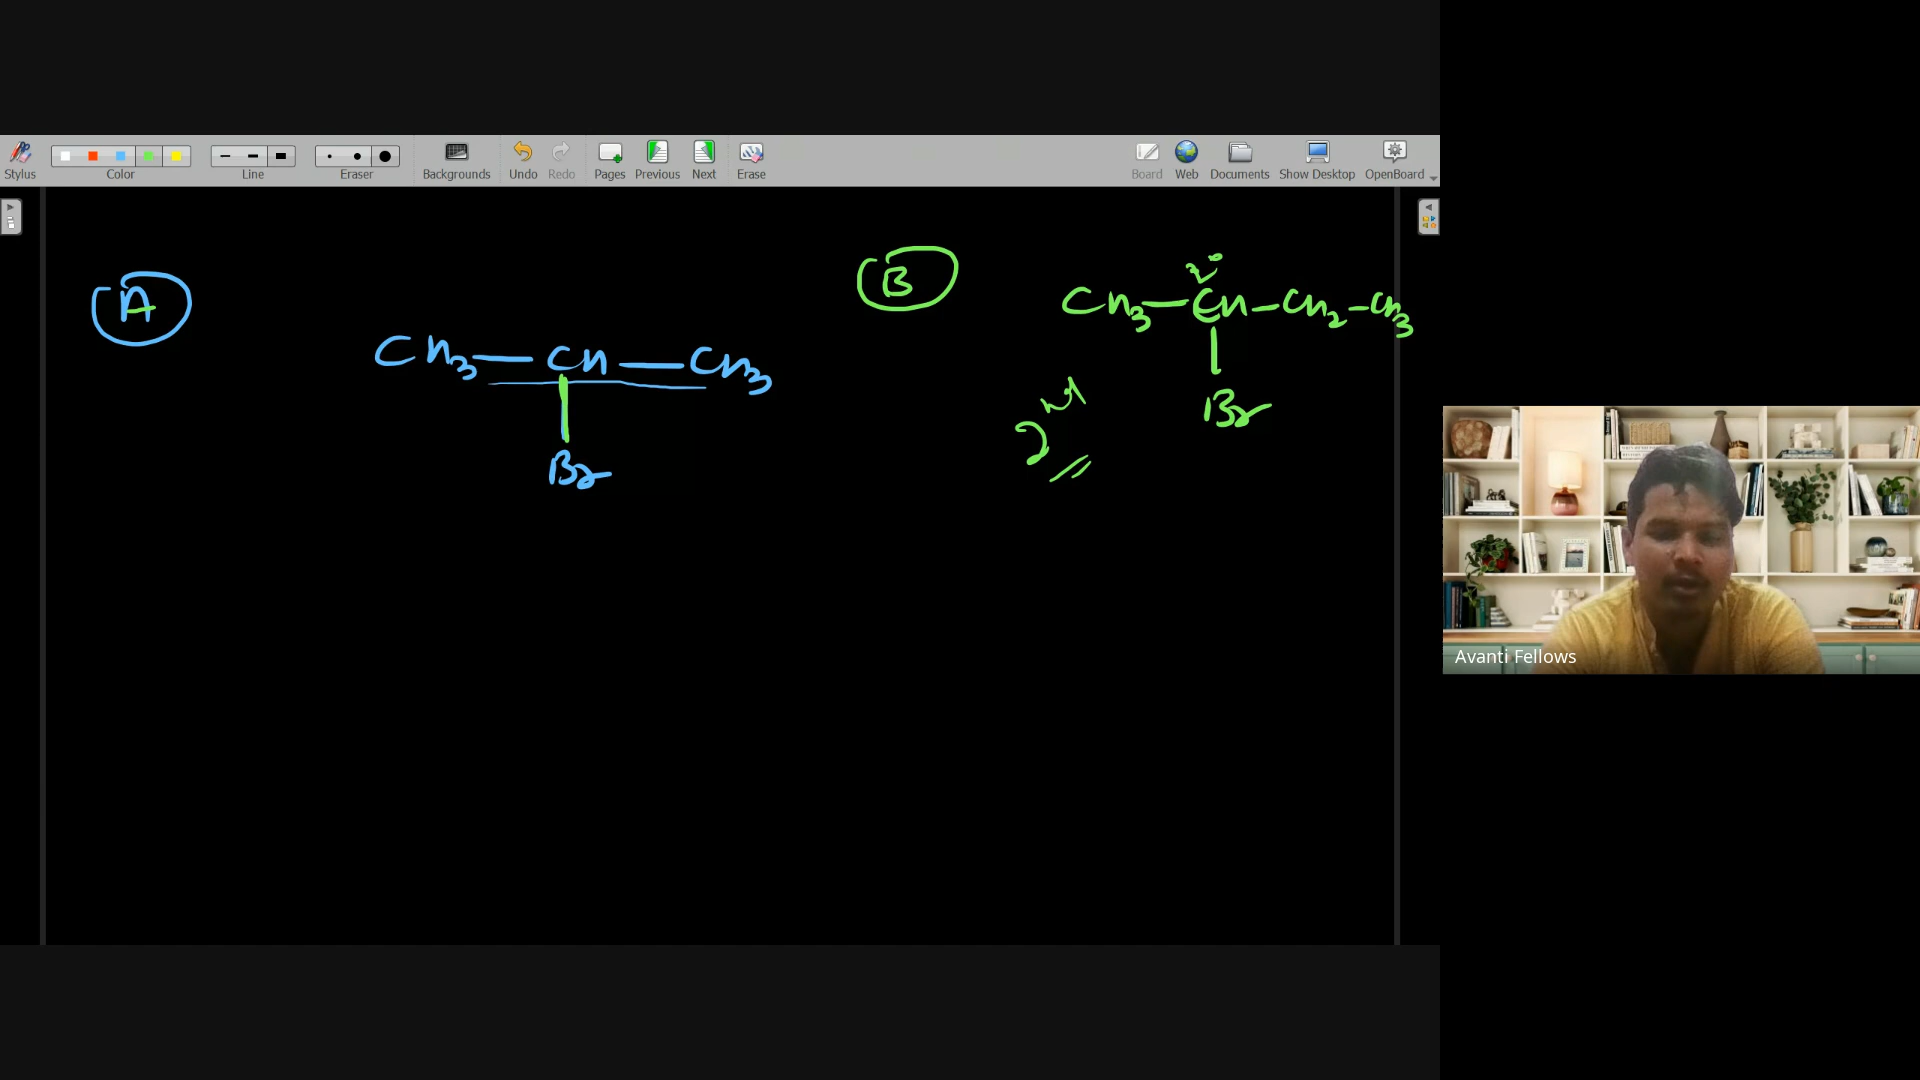 Stylus Color Line Eraser Backgrounds Undo Redo Pages Previous Next Erase Board Web Documents Show Desktop OpenBoard
A
CH3—CH—CH3
Br
B
2°
CH3—CH—CH2—CH3
Br
Avanti Fellows